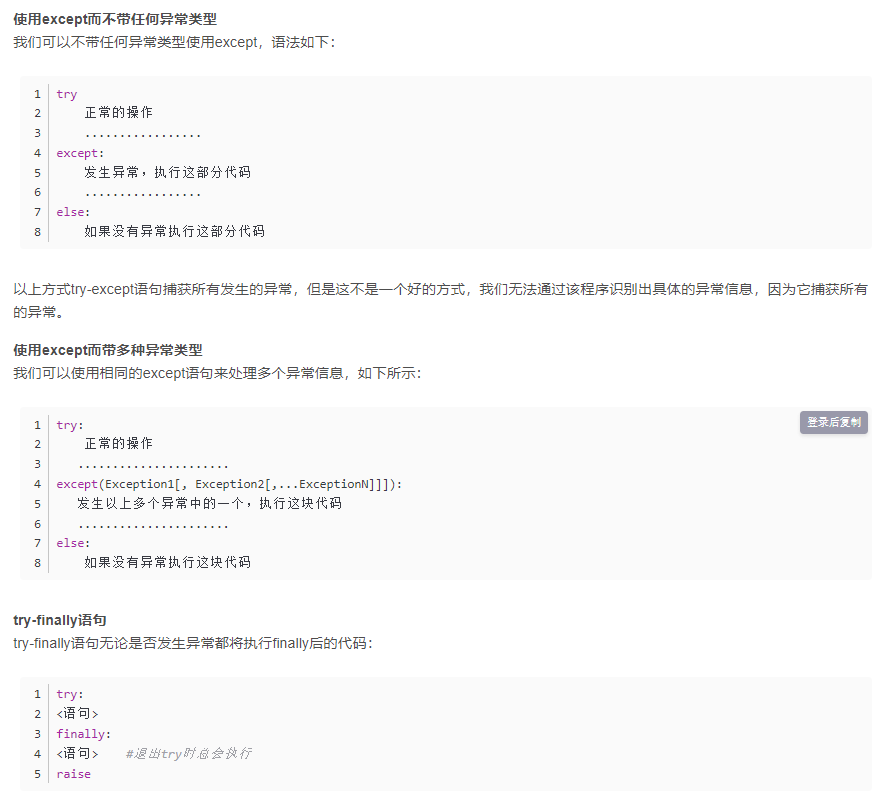 使用except而不带任何异常类型
我们可以不带任何异常类型使用except，语法如下：
1 try
2     正常的操作
3     .................
4 except:
5     发生异常，执行这部分代码
6     .................
7 else:
8     如果没有异常执行这部分代码
以上方式try-except语句捕获所有发生的异常，但是这不是一个好的方式，我们无法通过该程序识别出具体的异常信息，因为它捕获所有
的异常。
使用except而带多种异常类型
我们可以使用相同的except语句来处理多个异常信息，如下所示：
登录后复制
1 try:
2     正常的操作
3    ......................
4 except(Exception1[, Exception2[,...ExceptionN]]]):
5    发生以上多个异常中的一个，执行这块代码
6    ......................
7 else:
8     如果没有异常执行这块代码
try-finally语句
try-finally语句无论是否发生异常都将执行finally后的代码：
1 try:
2 <语句>
3 finally:
4 <语句>    #退出try时总会执行
5 raise